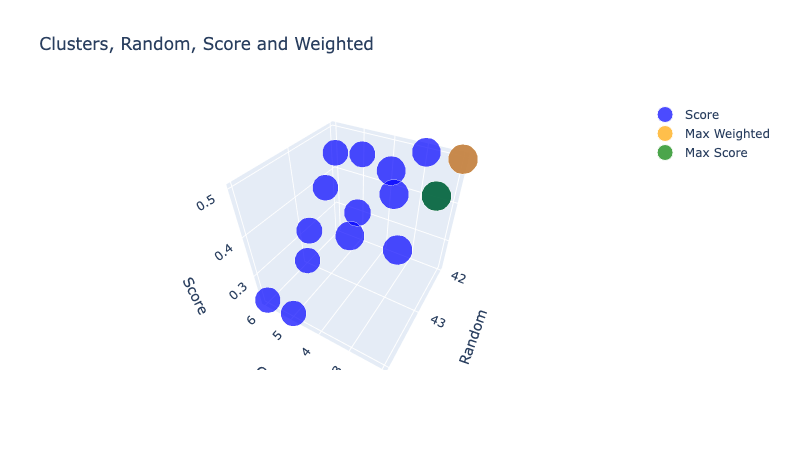 Clusters, Random, Score and Weighted
Score
Max Weighted
Max Score
0.5
0.4
0.3
Score
6
5
4
42
43
Random